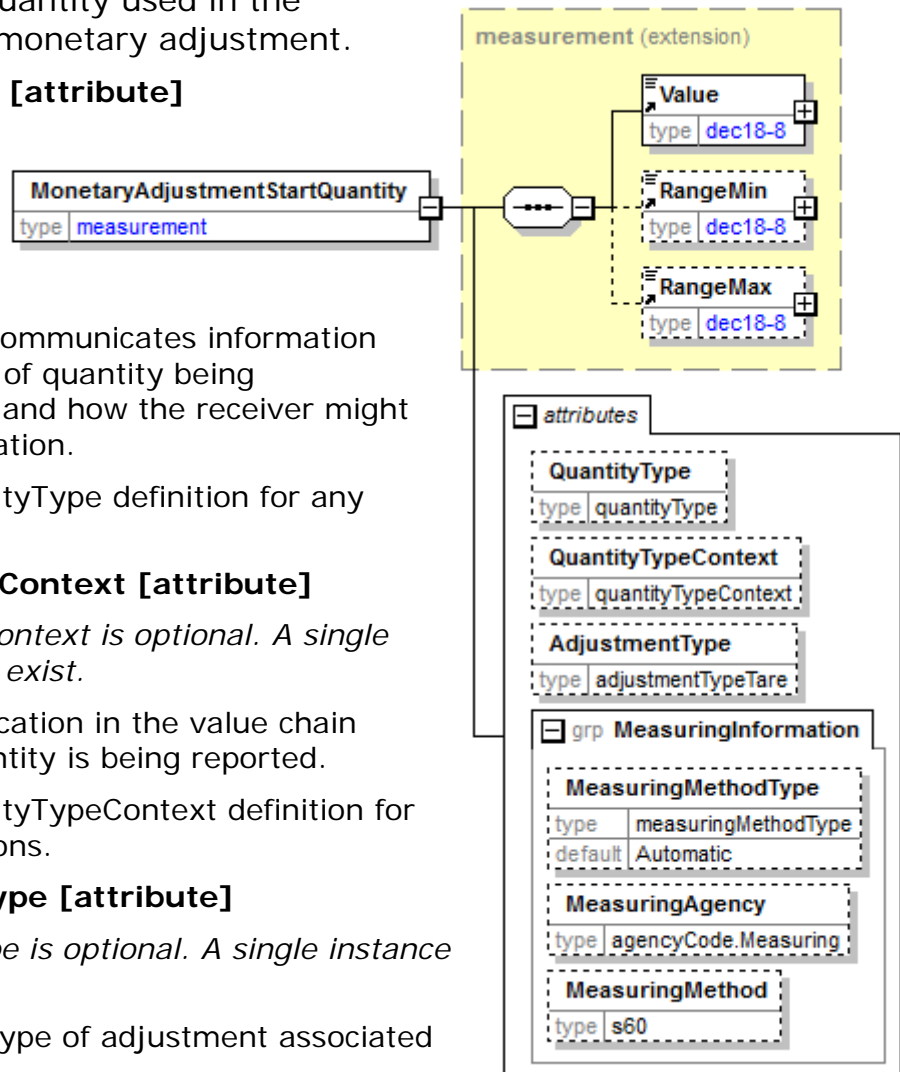 uantity used in the
monetary adjustment.
[attribute]
ommunicates information
of quantity being
and how the receiver might
ation.
tyType definition for any
Context [attribute]
ontext is optional. A single
exist.
cation in the value chain
ntity is being reported.
tyTypeContext definition for
ons.
ype [attribute]
e is optional. A single instance
ype of adjustment associated
measurement (extension)
Value
type dec18-8
MonetaryAdjustmentStartQuantity
type measurement
RangeMin
type dec18-8
RangeMax
type dec18-8
attributes
QuantityType
type quantityType
QuantityTypeContext
type quantityTypeContext
AdjustmentType
type adjustmentTypeTare
grp MeasuringInformation
MeasuringMethodType
type measuringMethodType
default Automatic
MeasuringAgency
type agencyCode.Measuring
MeasuringMethod
type s60